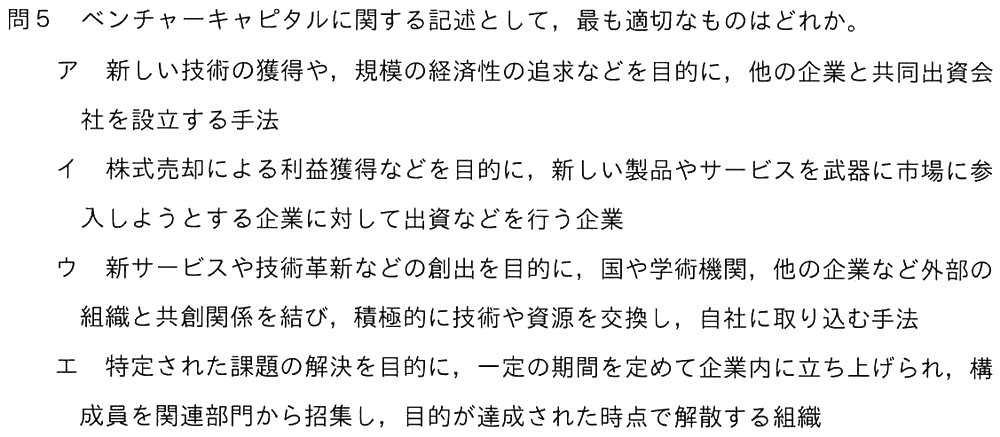 問５　ベンチャーキャピタルに関する記述として，最も適切なものはどれか。
ア　新しい技術の獲得や，規模の経済性の追求などを目的に，他の企業と共同出資会
社を設立する手法
イ　株式売却による利益獲得などを目的に，新しい製品やサービスを武器に市場に参
入しようとする企業に対して出資などを行う企業
ウ　新サービスや技術革新などの創出を目的に，国や学術機関，他の企業など外部の
組織と共創関係を結び，積極的に技術や資源を交換し，自社に取り込む手法
エ　特定された課題の解決を目的に，一定の期間を定めて企業内に立ち上げられ，構
成員を関連部門から招集し，目的が達成された時点で解散する組織